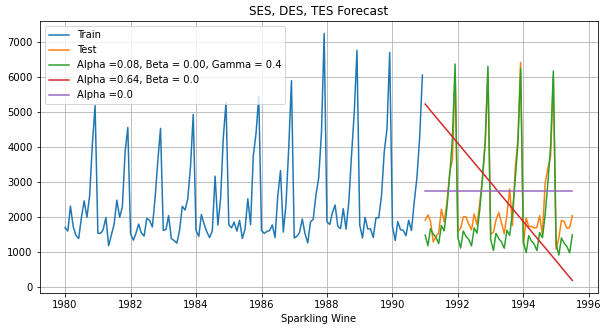 SES, DES, TES Forecast
Train
Test
Alpha =0.08, Beta = 0.00, Gamma = 0.4
Alpha =0.64, Beta = 0.0
Alpha =0.0
7000
6000
5000
4000
3000
2000
1000
0
1980 1982 1984 1986 1988 1990 1992 1994 1996
Sparkling Wine